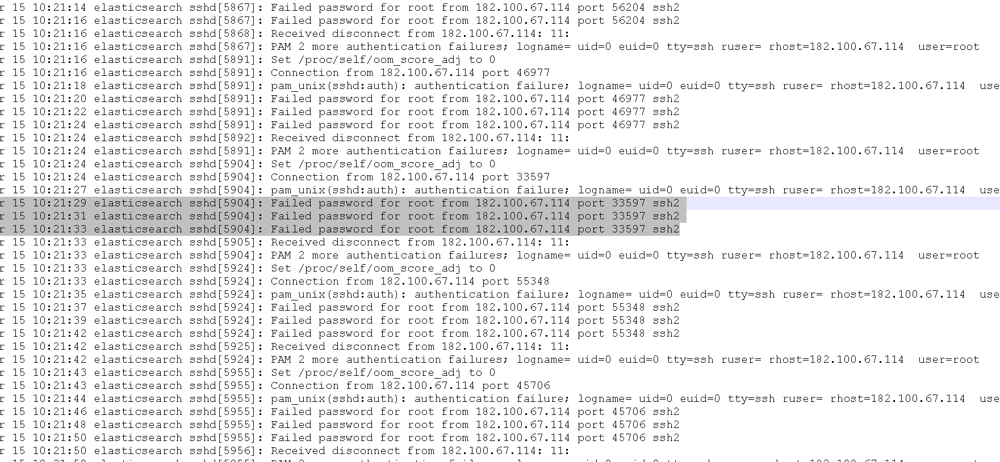 r 15 10:21:14 elasticsearch sshd[5867]: Failed password for root from 182.100.67.114 port 56204 ssh2
r 15 10:21:16 elasticsearch sshd[5867]: Failed password for root from 182.100.67.114 port 56204 ssh2
r 15 10:21:16 elasticsearch sshd[5868]: Received disconnect from 182.100.67.114: 11:
r 15 10:21:16 elasticsearch sshd[5867]: PAM 2 more authentication failures; logname= uid=0 euid=0 tty=ssh ruser= rhost=182.100.67.114  user=root
r 15 10:21:16 elasticsearch sshd[5891]: Set /proc/self/oom_score_adj to 0
r 15 10:21:16 elasticsearch sshd[5891]: Connection from 182.100.67.114 port 46977
r 15 10:21:18 elasticsearch sshd[5891]: pam_unix(sshd:auth): authentication failure; logname= uid=0 euid=0 tty=ssh ruser= rhost=182.100.67.114  use
r 15 10:21:20 elasticsearch sshd[5891]: Failed password for root from 182.100.67.114 port 46977 ssh2
r 15 10:21:22 elasticsearch sshd[5891]: Failed password for root from 182.100.67.114 port 46977 ssh2
r 15 10:21:24 elasticsearch sshd[5891]: Failed password for root from 182.100.67.114 port 46977 ssh2
r 15 10:21:24 elasticsearch sshd[5892]: Received disconnect from 182.100.67.114: 11:
r 15 10:21:24 elasticsearch sshd[5891]: PAM 2 more authentication failures; logname= uid=0 euid=0 tty=ssh ruser= rhost=182.100.67.114  user=root
r 15 10:21:24 elasticsearch sshd[5904]: Set /proc/self/oom_score_adj to 0
r 15 10:21:24 elasticsearch sshd[5904]: Connection from 182.100.67.114 port 33597
r 15 10:21:27 elasticsearch sshd[5904]: pam_unix(sshd:auth): authentication failure; logname= uid=0 euid=0 tty=ssh ruser= rhost=182.100.67.114  use
r 15 10:21:29 elasticsearch sshd[5904]: Failed password for root from 182.100.67.114 port 33597 ssh2
r 15 10:21:31 elasticsearch sshd[5904]: Failed password for root from 182.100.67.114 port 33597 ssh2
r 15 10:21:33 elasticsearch sshd[5904]: Failed password for root from 182.100.67.114 port 33597 ssh2
r 15 10:21:33 elasticsearch sshd[5905]: Received disconnect from 182.100.67.114: 11:
r 15 10:21:33 elasticsearch sshd[5904]: PAM 2 more authentication failures; logname= uid=0 euid=0 tty=ssh ruser= rhost=182.100.67.114  user=root
r 15 10:21:33 elasticsearch sshd[5924]: Set /proc/self/oom_score_adj to 0
r 15 10:21:33 elasticsearch sshd[5924]: Connection from 182.100.67.114 port 55348
r 15 10:21:35 elasticsearch sshd[5924]: pam_unix(sshd:auth): authentication failure; logname= uid=0 euid=0 tty=ssh ruser= rhost=182.100.67.114  use
r 15 10:21:37 elasticsearch sshd[5924]: Failed password for root from 182.100.67.114 port 55348 ssh2
r 15 10:21:39 elasticsearch sshd[5924]: Failed password for root from 182.100.67.114 port 55348 ssh2
r 15 10:21:42 elasticsearch sshd[5924]: Failed password for root from 182.100.67.114 port 55348 ssh2
r 15 10:21:42 elasticsearch sshd[5925]: Received disconnect from 182.100.67.114: 11:
r 15 10:21:42 elasticsearch sshd[5924]: PAM 2 more authentication failures; logname= uid=0 euid=0 tty=ssh ruser= rhost=182.100.67.114  user=root
r 15 10:21:43 elasticsearch sshd[5955]: Set /proc/self/oom_score_adj to 0
r 15 10:21:43 elasticsearch sshd[5955]: Connection from 182.100.67.114 port 45706
r 15 10:21:44 elasticsearch sshd[5955]: pam_unix(sshd:auth): authentication failure; logname= uid=0 euid=0 tty=ssh ruser= rhost=182.100.67.114  use
r 15 10:21:46 elasticsearch sshd[5955]: Failed password for root from 182.100.67.114 port 45706 ssh2
r 15 10:21:48 elasticsearch sshd[5955]: Failed password for root from 182.100.67.114 port 45706 ssh2
r 15 10:21:50 elasticsearch sshd[5955]: Failed password for root from 182.100.67.114 port 45706 ssh2
r 15 10:21:50 elasticsearch sshd[5956]: Received disconnect from 182.100.67.114: 11: